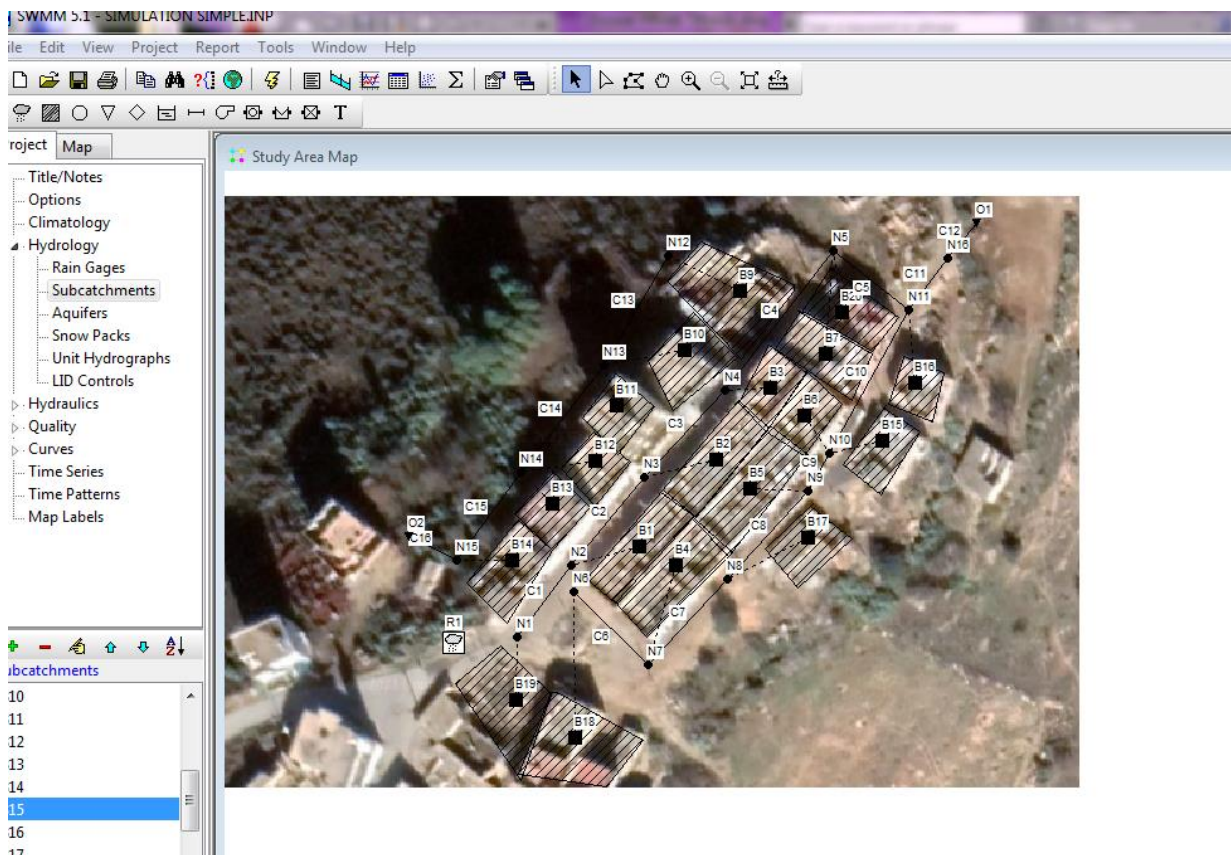 SWMM 5.1 - SIMULATION SIMPLE.INP
ile Edit View Project Report Tools Window Help
T
roject Map
Study Area Map
Title/Notes
Options
Climatology
Hydrology
Rain Gages
Subcatchments
Aquifers
Snow Packs
Unit Hydrographs
LID Controls
Hydraulics
Quality
Curves
Time Series
Time Patterns
Map Labels
ubcatchments
10
11
12
13
14
15
16
17
O1
C12
N16
N5
N12
C11
B9
C5
C13
B20
N11
C4
B7
N13
B10
C10
B16
N4
B3
B11
B6
C14
C3
B15
N10
B12
B2
N14
C9
N3
B5
N9
B13
C15
C2
O2
C16
C8
B17
B1
N15
B14
N2
B4
N8
N6
C1
C7
R1
N1
C6
N7
B19
B18